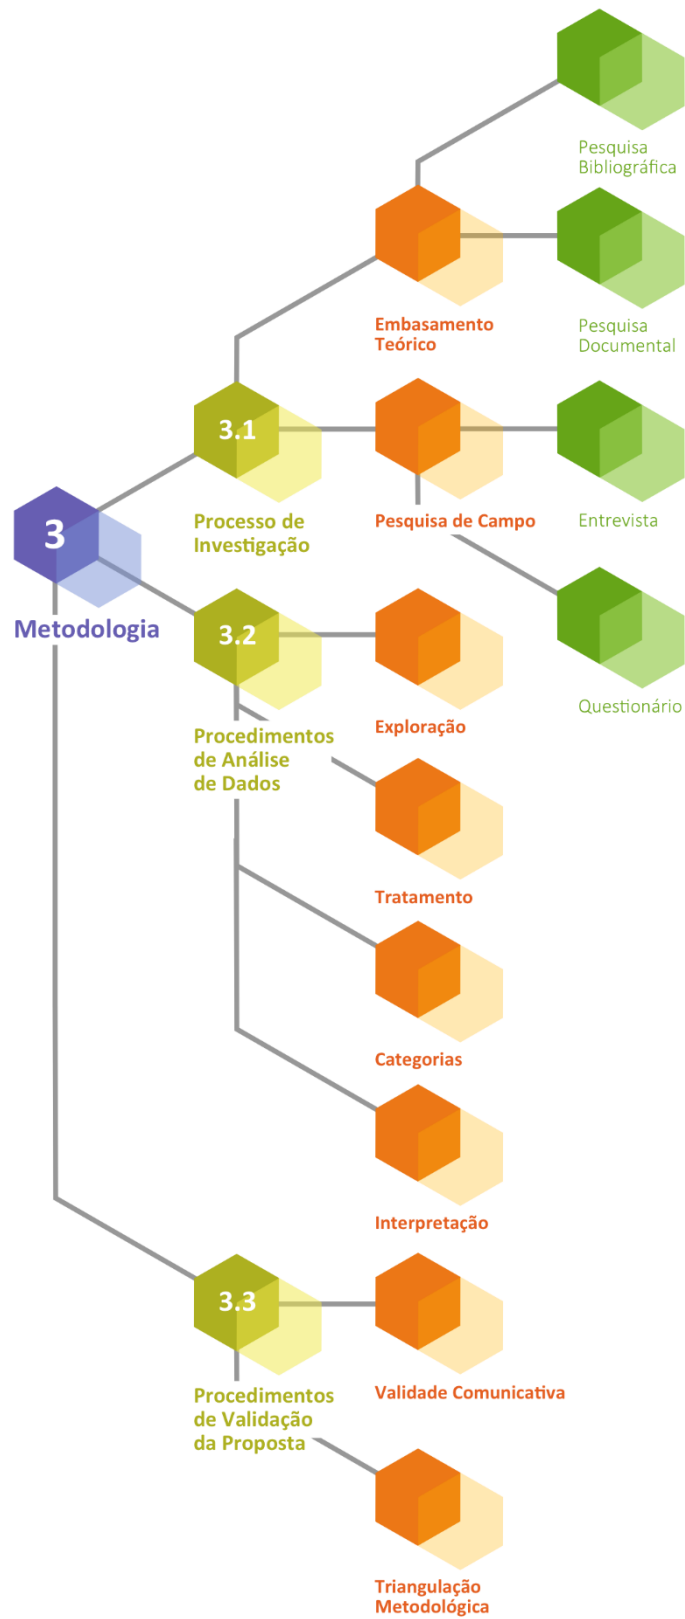 Pesquisa
Bibliográfica
Embasamento
Teórico
Pesquisa
Documental
3.1
Processo de
Investigação
Pesquisa de Campo
Entrevista
3
Metodologia
3.2
Procedimentos
de Análise
de Dados
Exploração
Questionário
Tratamento
Categorias
Interpretação
3.3
Procedimentos
de Validação
da Proposta
Validade Comunicativa
Triangulação
Metodológica